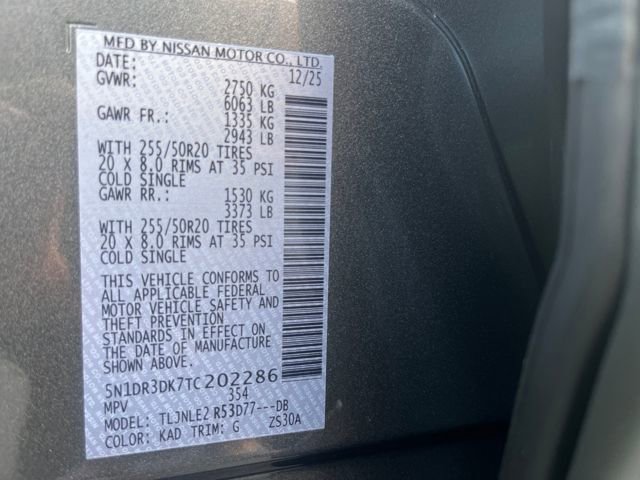 MFD BY NISSAN MOTOR CO., LTD.
DATE: 12/25
GVWR: 2750 KG
6063 LB
GAWR FR.: 1335 KG
2943 LB
WITH 255/50R20 TIRES
20 X 8.0 RIMS AT 35 PSI
COLD SINGLE
GAWR RR.: 1530 KG
3373 LB
WITH 255/50R20 TIRES
20 X 8.0 RIMS AT 35 PSI
COLD SINGLE
THIS VEHICLE CONFORMS TO
ALL APPLICABLE FEDERAL
MOTOR VEHICLE SAFETY AND
THEFT PREVENTION
STANDARDS IN EFFECT ON
THE DATE OF MANUFACTURE
SHOWN ABOVE.
5N1DR3DK7TC202286
MPV 354
MODEL: TLJNLE2 R53D77---DB
COLOR: KAD TRIM: G ZS30A